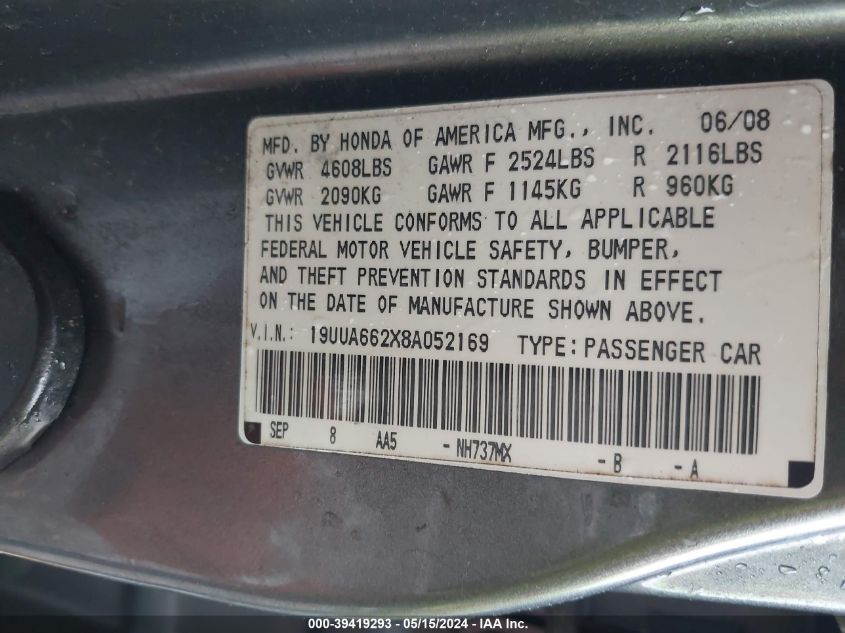 MFD. BY HONDA OF AMERICA MFG., INC. 06/08
GVWR 4608LBS GAWR F 2524LBS R 2116LBS
GVWR 2090KG GAWR F 1145KG R 960KG
THIS VEHICLE CONFORMS TO ALL APPLICABLE
FEDERAL MOTOR VEHICLE SAFETY, BUMPER,
AND THEFT PREVENTION STANDARDS IN EFFECT
ON THE DATE OF MANUFACTURE SHOWN ABOVE.
V.I.N.: 19UUA662X8A052169 TYPE: PASSENGER CAR
SEP 8 AA5 -NH737MX -B -A
000-39419293 - 05/15/2024 - IAA Inc.